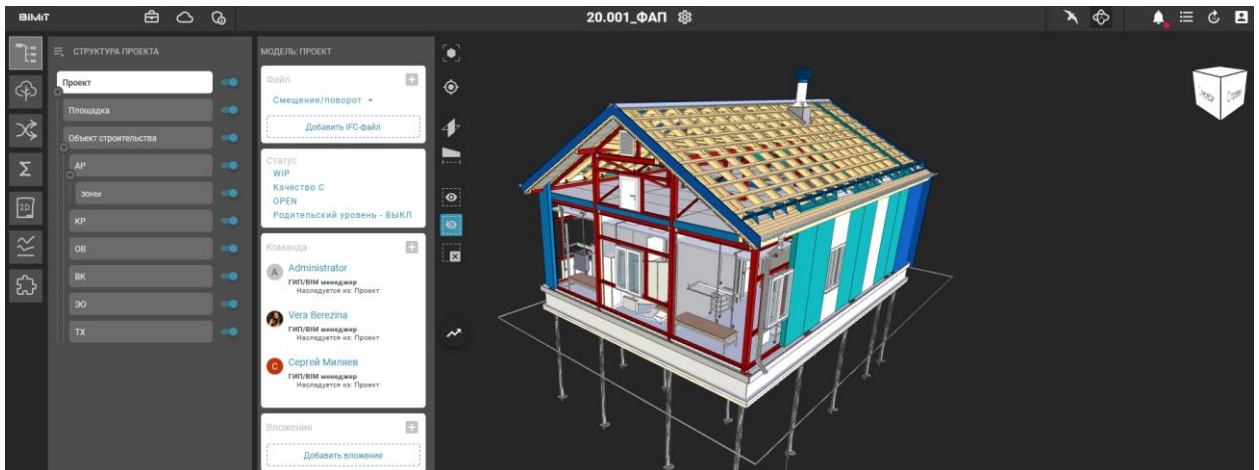 BIMIT
20.001_ФАП
СТРУКТУРА ПРОЕКТА
Проект
Площадка
Объект строительства
АР
зоны
КР
ОВ
ВК
ЭО
ТХ
МОДЕЛЬ: ПРОЕКТ
Файл
Смещение/поворот
Добавить IFC-файл
Статус
WIP
Качество C
OPEN
Родительский уровень - ВЫКЛ
Команда
A
Administrator
ГИП/BIM менеджер
Наследуется из: Проект
Vera Berezina
ГИП/BIM менеджер
Наследуется из: Проект
С
Сергей Миляев
ГИП/BIM менеджер
Наследуется из: Проект
Вложения
Добавить вложение
2D